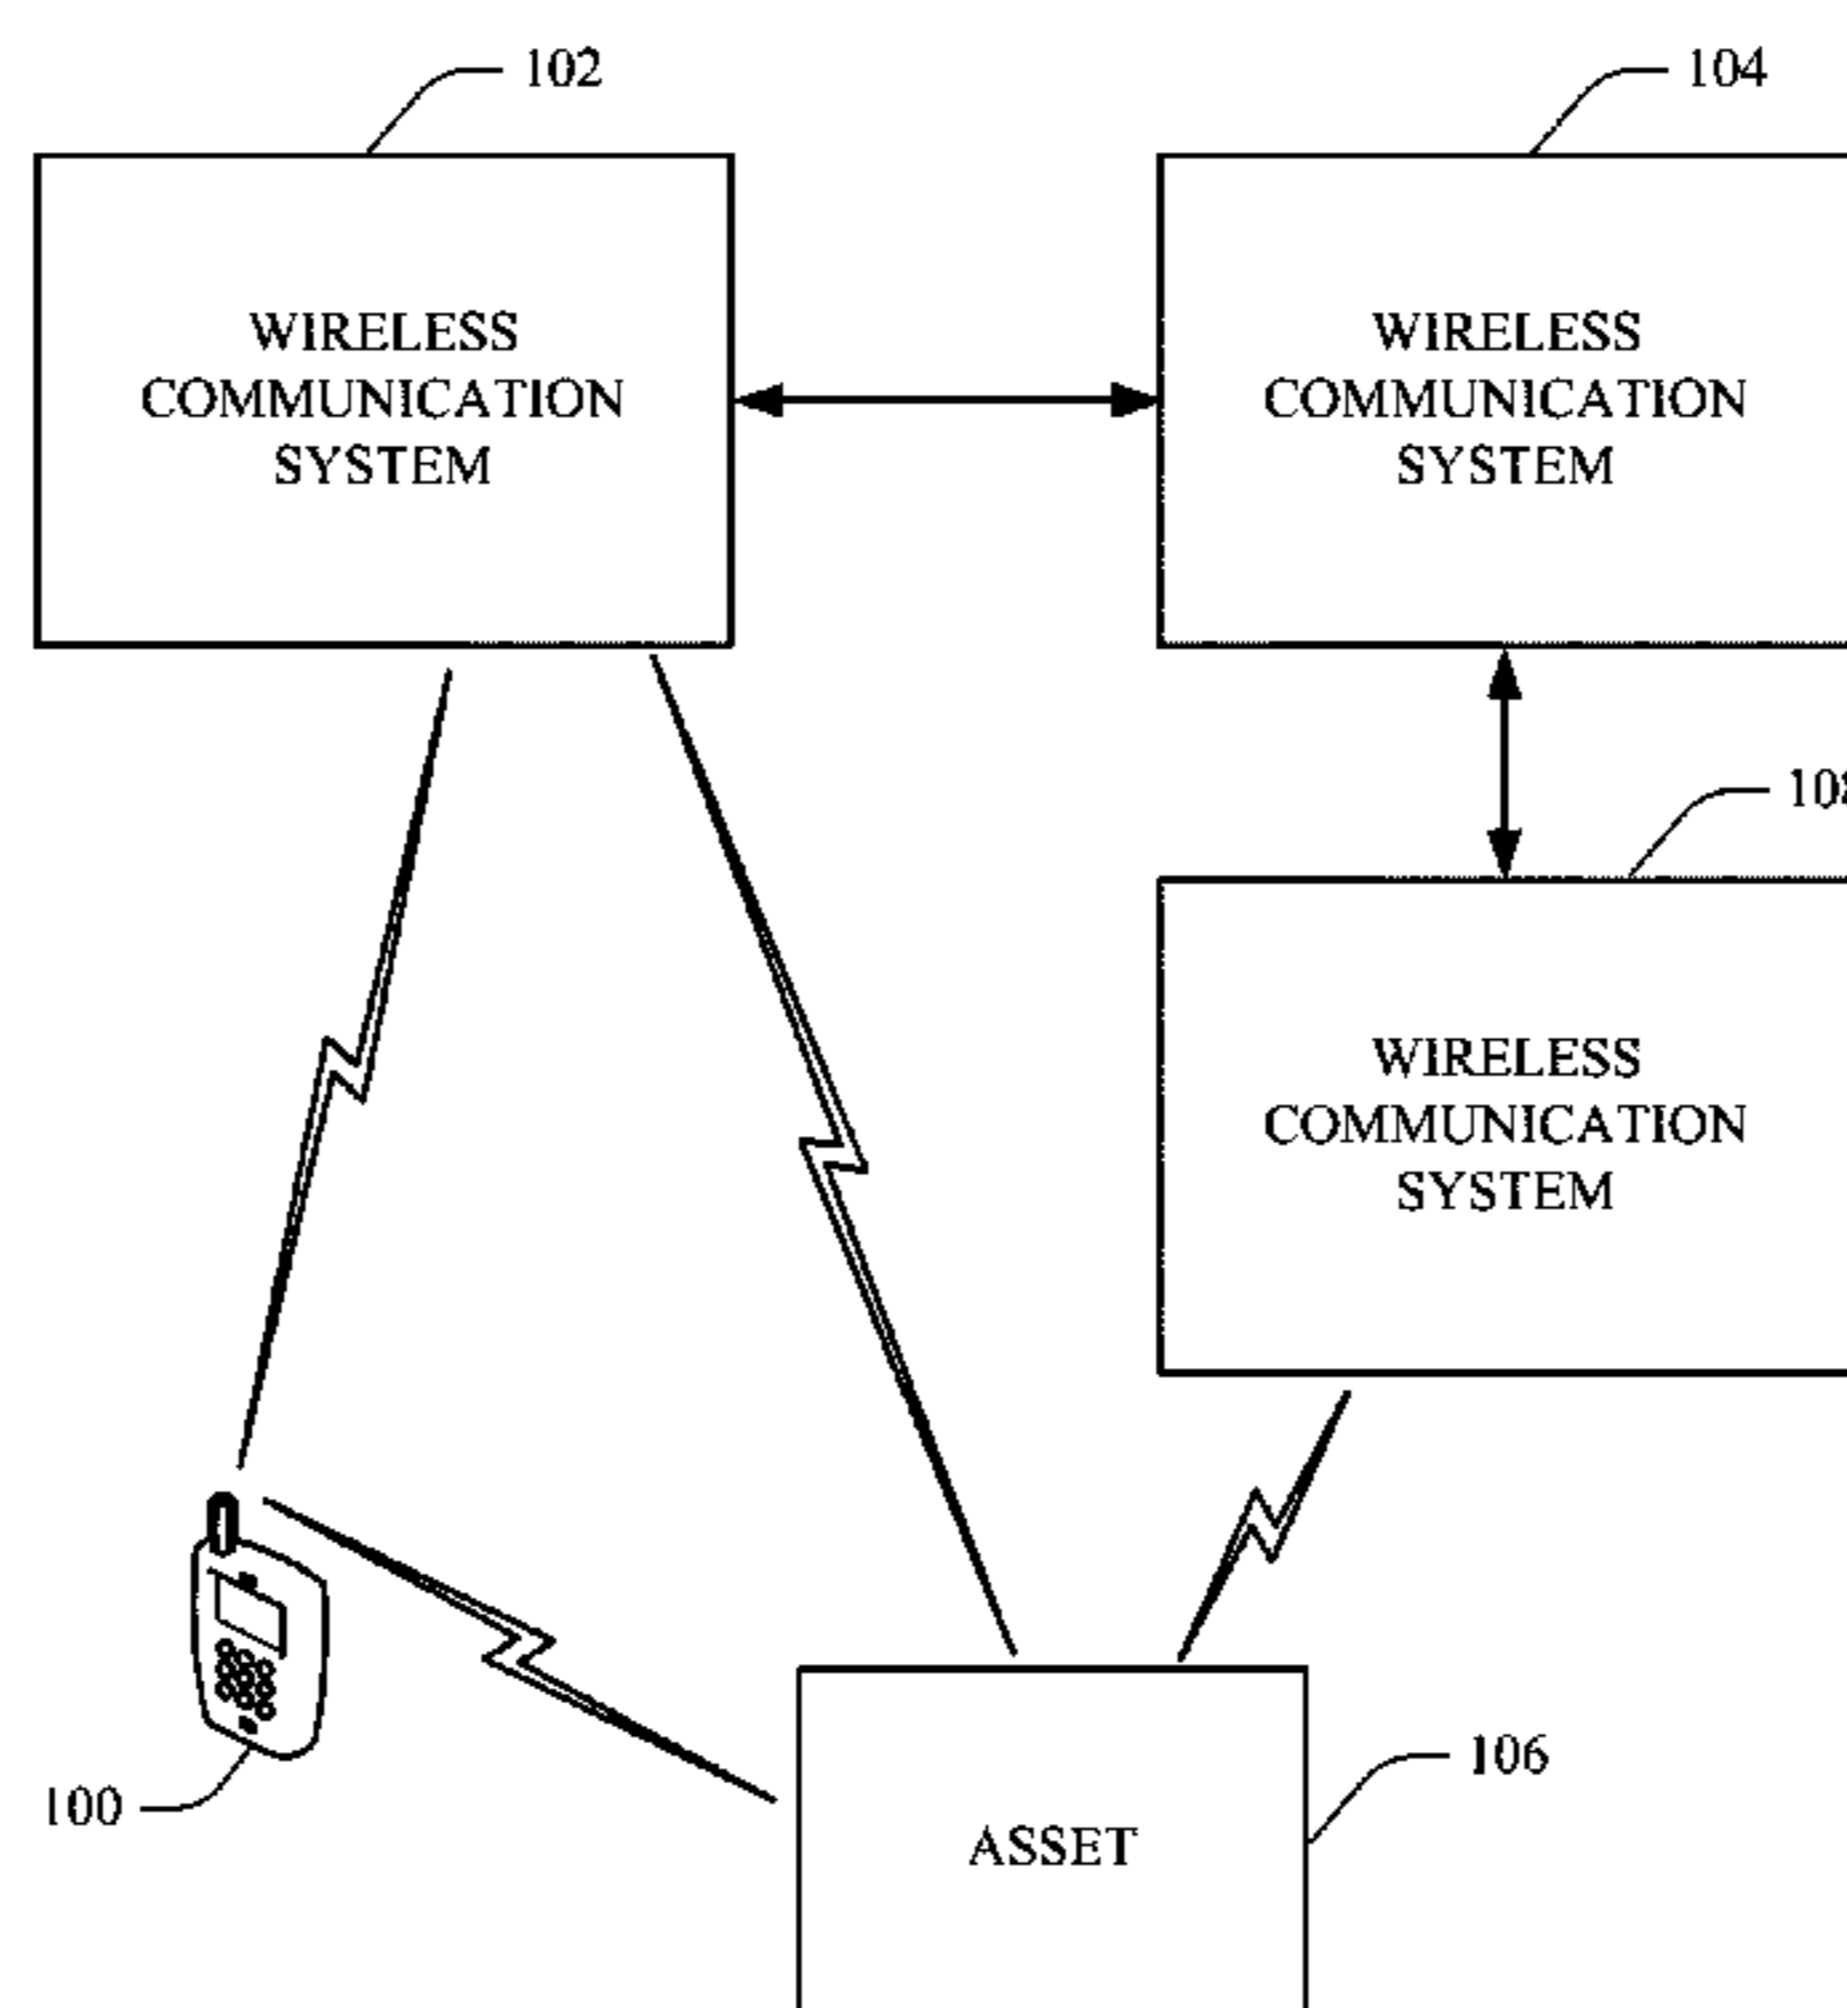 102
104
WIRELESS
COMMUNICATION
SYSTEM
WIRELESS
COMMUNICATION
SYSTEM
WIRELESS
COMMUNICATION
SYSTEM
100
106
ASSET